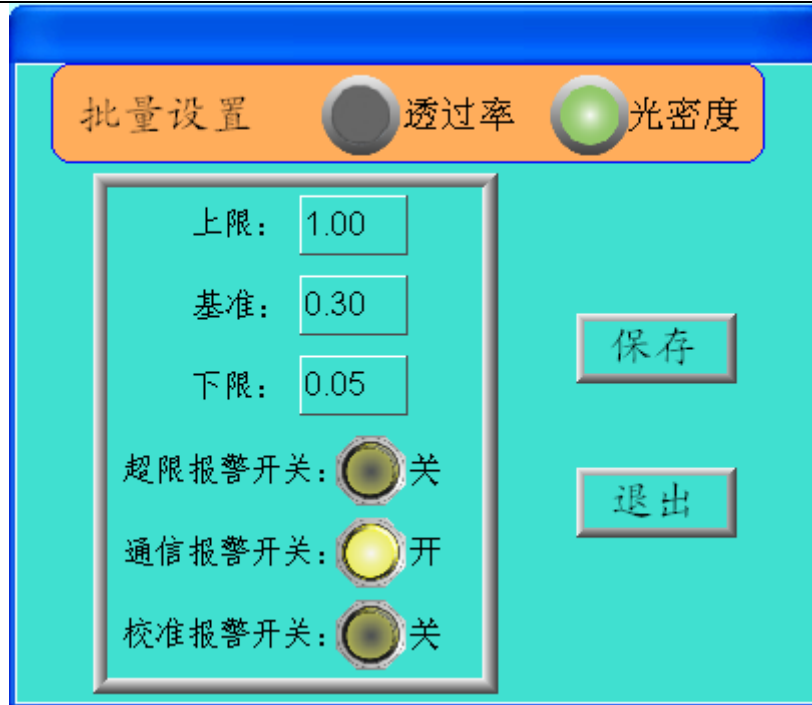 批量设置 透过率 光密度
上限： 1.00
基准： 0.30
下限： 0.05
超限报警开关： 关
通信报警开关： 开
校准报警开关： 关
保存
退出